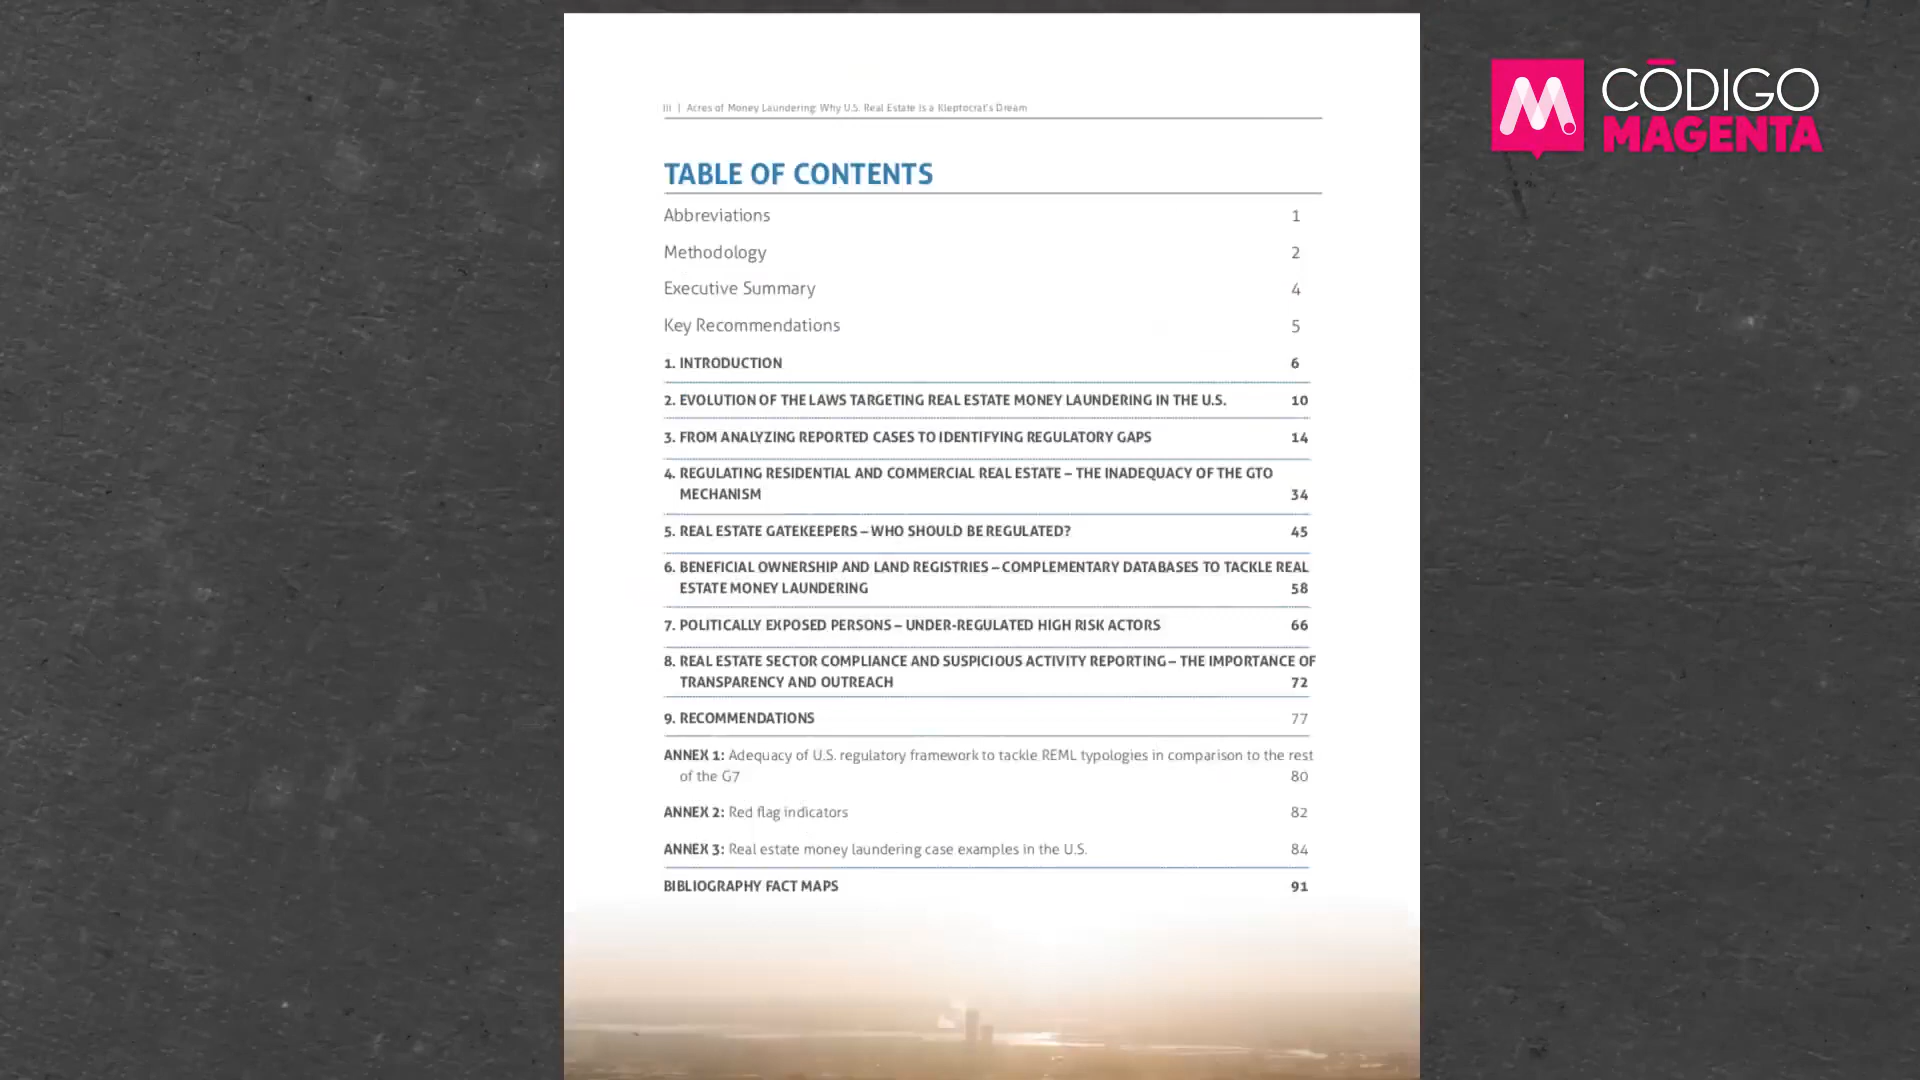 iii | Acres of Money Laundering: Why U.S. Real Estate is a Kleptocrat's Dream
CŌDIGO
MAGENTA
TABLE OF CONTENTS
Abbreviations 1
Methodology 2
Executive Summary 4
Key Recommendations 5
1. INTRODUCTION 6
2. EVOLUTION OF THE LAWS TARGETING REAL ESTATE MONEY LAUNDERING IN THE U.S. 10
3. FROM ANALYZING REPORTED CASES TO IDENTIFYING REGULATORY GAPS 14
4. REGULATING RESIDENTIAL AND COMMERCIAL REAL ESTATE – THE INADEQUACY OF THE GTO
MECHANISM 34
5. REAL ESTATE GATEKEEPERS – WHO SHOULD BE REGULATED? 45
6. BENEFICIAL OWNERSHIP AND LAND REGISTRIES – COMPLEMENTARY DATABASES TO TACKLE REAL
ESTATE MONEY LAUNDERING 58
7. POLITICALLY EXPOSED PERSONS – UNDER-REGULATED HIGH RISK ACTORS 66
8. REAL ESTATE SECTOR COMPLIANCE AND SUSPICIOUS ACTIVITY REPORTING – THE IMPORTANCE OF
TRANSPARENCY AND OUTREACH 72
9. RECOMMENDATIONS 77
ANNEX 1: Adequacy of U.S. regulatory framework to tackle REML typologies in comparison to the rest
of the G7 80
ANNEX 2: Red flag indicators 82
ANNEX 3: Real estate money laundering case examples in the U.S. 84
BIBLIOGRAPHY FACT MAPS 91